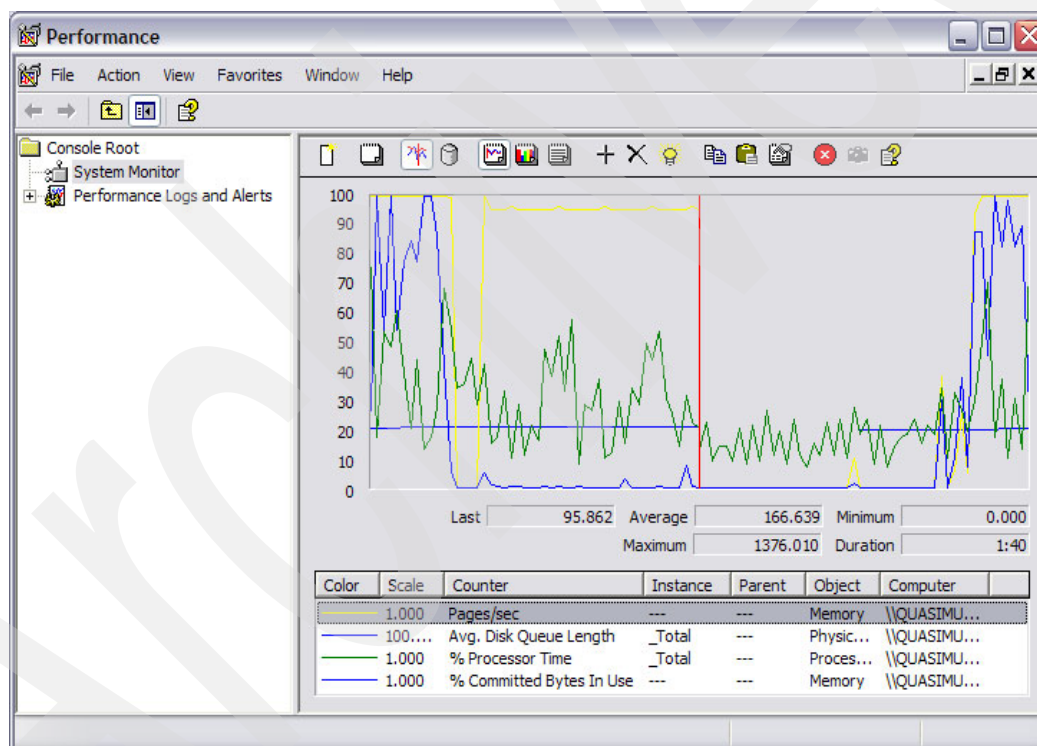 Performance
File Action View Favorites Window Help
Console Root
System Monitor
Performance Logs and Alerts
100
90
80
70
60
50
40
30
20
10
0
Last 95.862 Average 166.639 Minimum 0.000
Maximum 1376.010 Duration 1:40
Color Scale Counter Instance Parent Object Computer
1.000 Pages/sec --- --- Memory \\QUASIMU...
100.... Avg. Disk Queue Length _Total --- Physic... \\QUASIMU...
1.000 % Processor Time _Total --- Proces... \\QUASIMU...
1.000 % Committed Bytes In Use --- --- Memory \\QUASIMU...